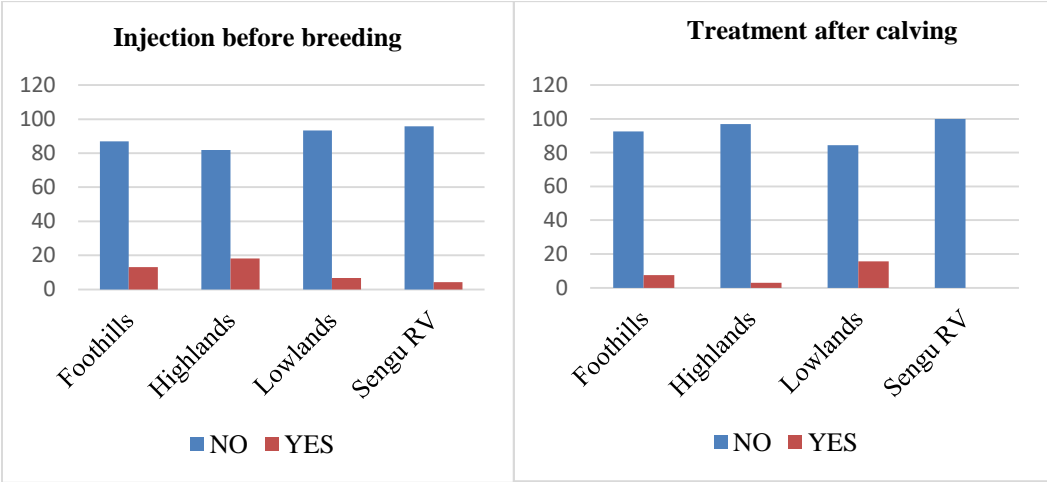 Injection before breeding
120
100
80
60
40
20
0
Foothills
Highlands
Lowlands
Sengu RV
NO YES
Treatment after calving
120
100
80
60
40
20
0
Foothills
Highlands
Lowlands
Sengu RV
NO YES